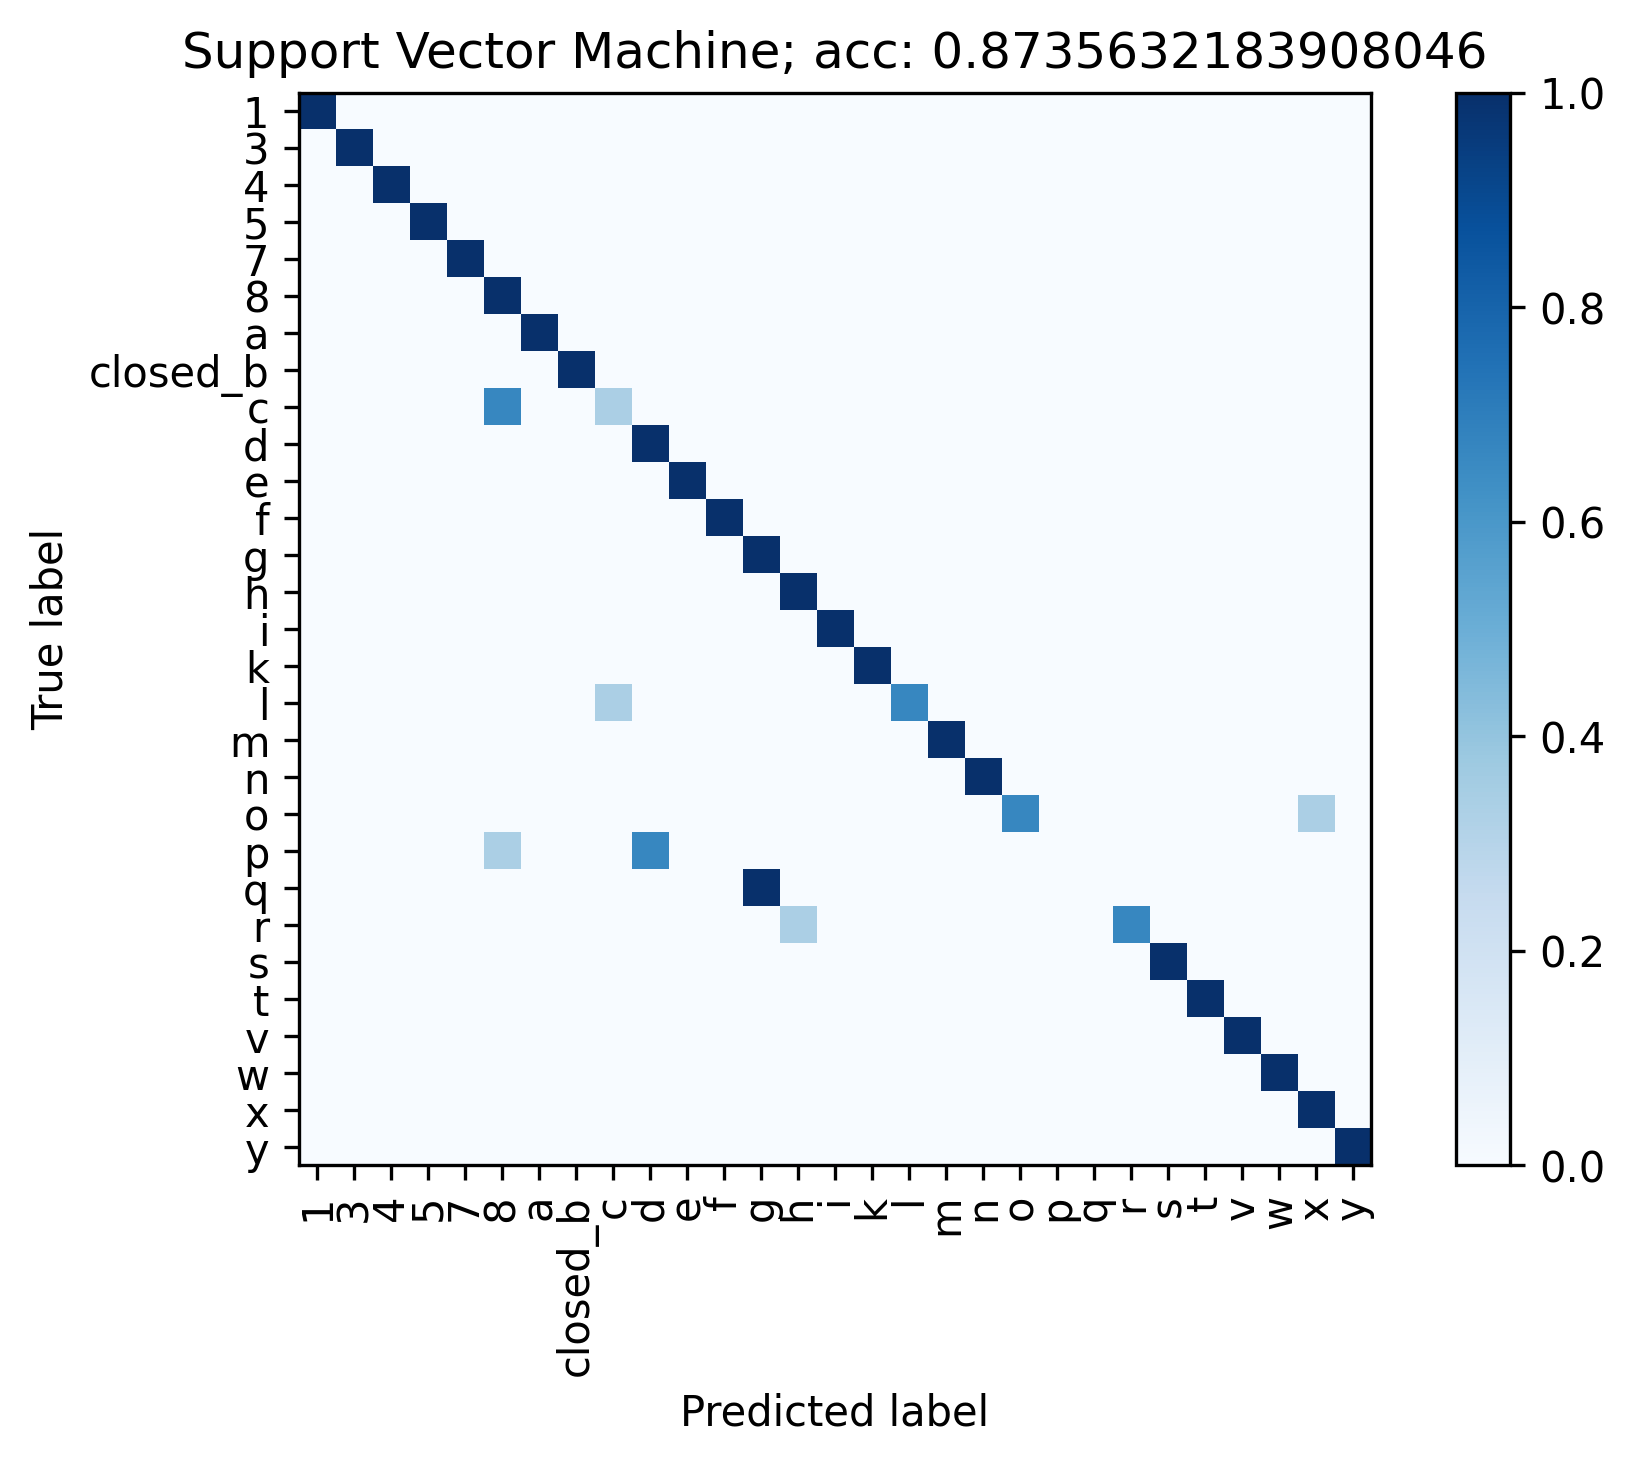 Support Vector Machine; acc: 0.8735632183908046
True label
1
3
4
5
7
8
a
closed_b
c
d
e
f
g
h
i
k
l
m
n
o
p
q
r
s
t
v
w
x
y
1 3 4 5 7 8 a closed_b c d e f g h i k l m n o p q r s t v w x y
Predicted label
1.0
0.8
0.6
0.4
0.2
0.0